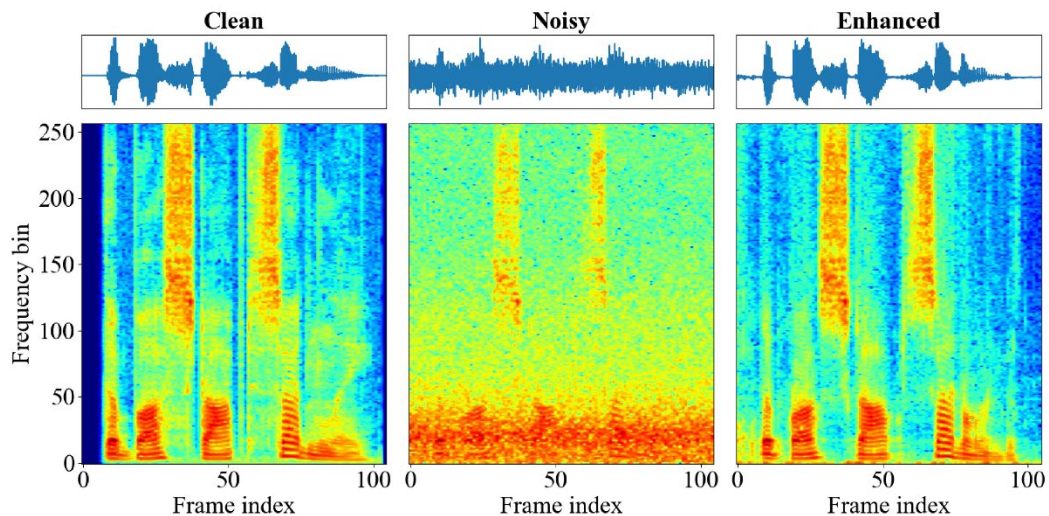 Clean Noisy Enhanced
250
200
150
100
50
0
Frequency bin
0 50 100 0 50 100 0 50 100
Frame index Frame index Frame index